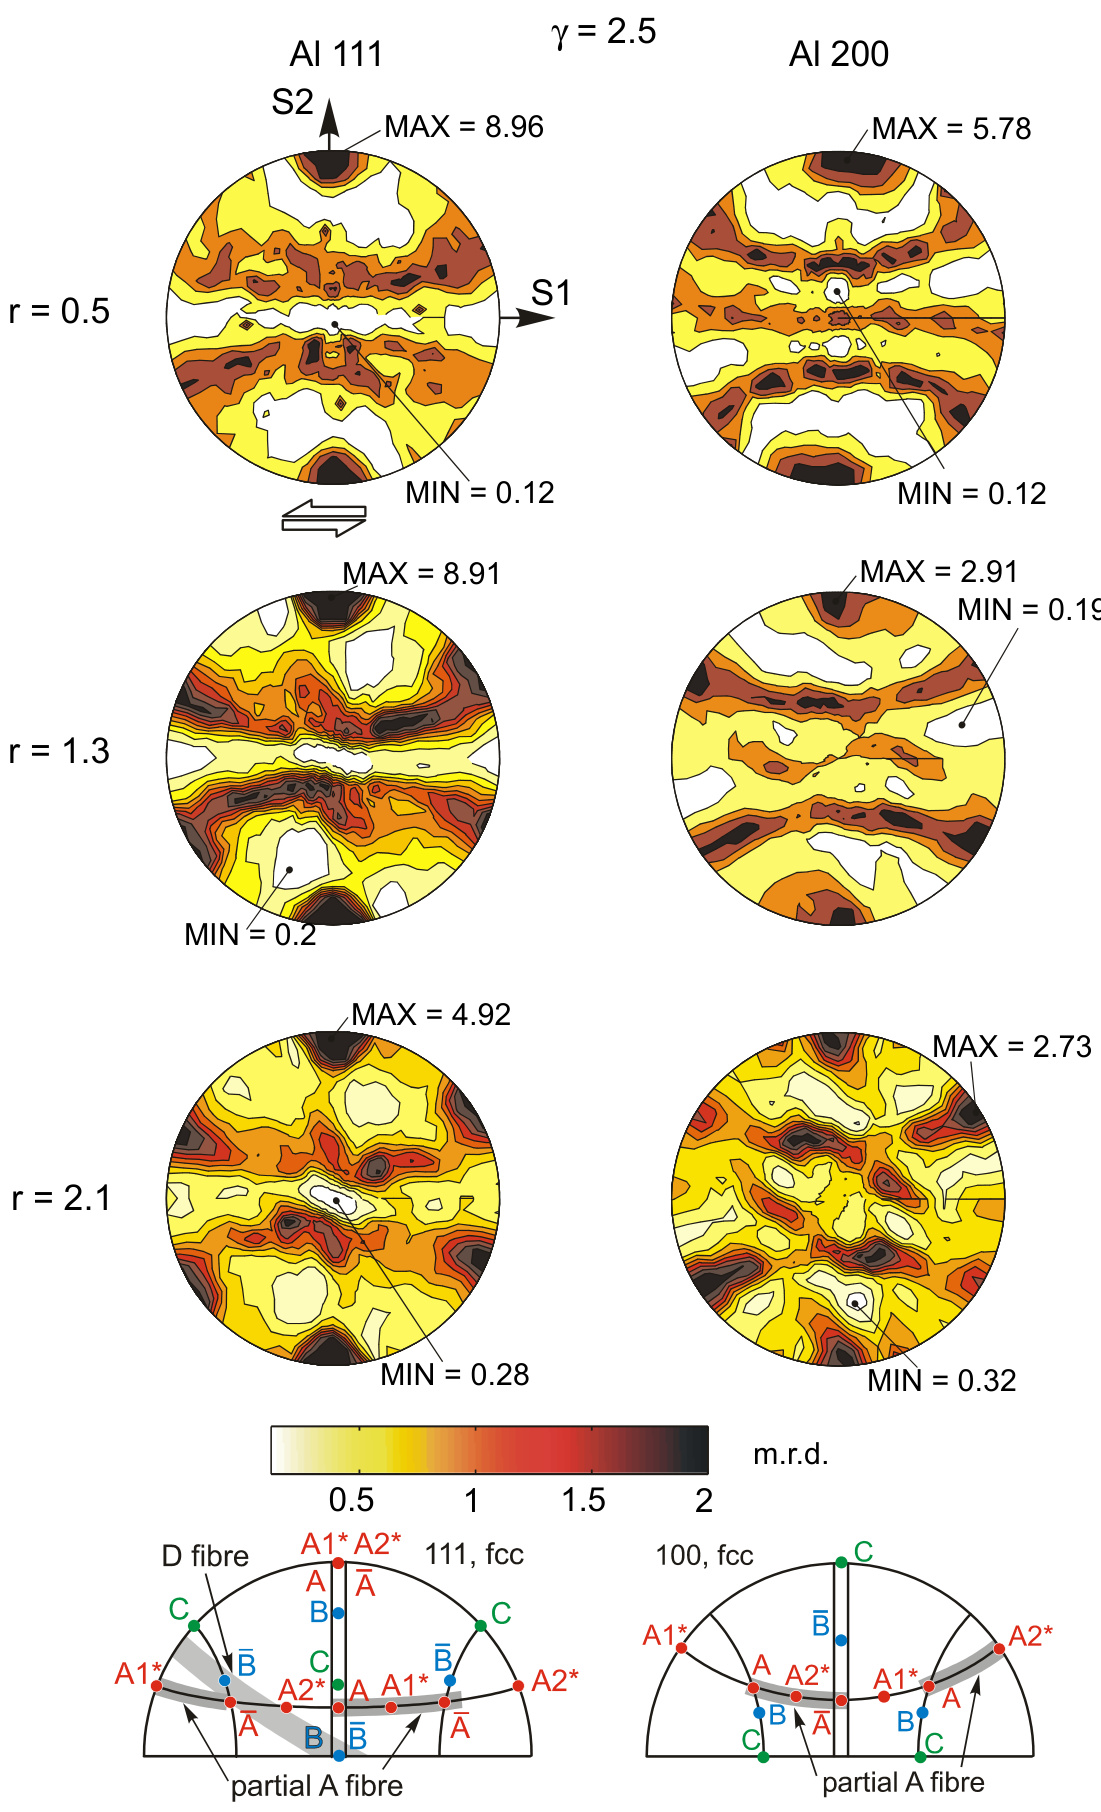 γ = 2.5
Al 111
Al 200
S2
MAX = 8.96
MAX = 5.78
S1
r = 0.5
MIN = 0.12
MIN = 0.12
MAX = 8.91
MAX = 2.91
MIN = 0.19
r = 1.3
MIN = 0.2
MAX = 4.92
MAX = 2.73
r = 2.1
MIN = 0.28
MIN = 0.32
m.r.d.
0.5 1 1.5 2
A1* A2*
D fibre
111, fcc
100, fcc
C
A
A̅
C
B
C
B̅
A1*
A2*
B̅
C
B̅
A1*
A2*
A̅
A2*
A
A1*
A̅
B
B̅
A
A2*
A̅
A1*
A
B
B
C
C
partial A fibre
partial A fibre